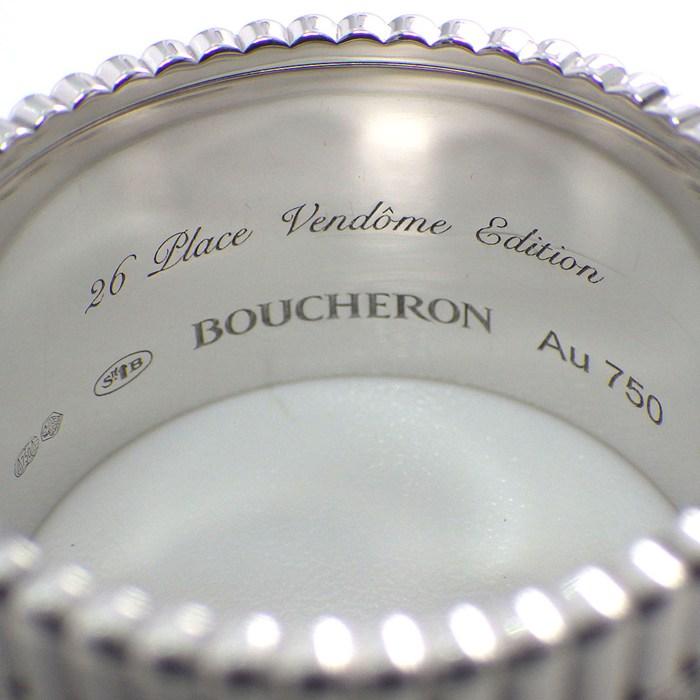 26 Place Vendôme Edition
BOUCHERON
Au 750